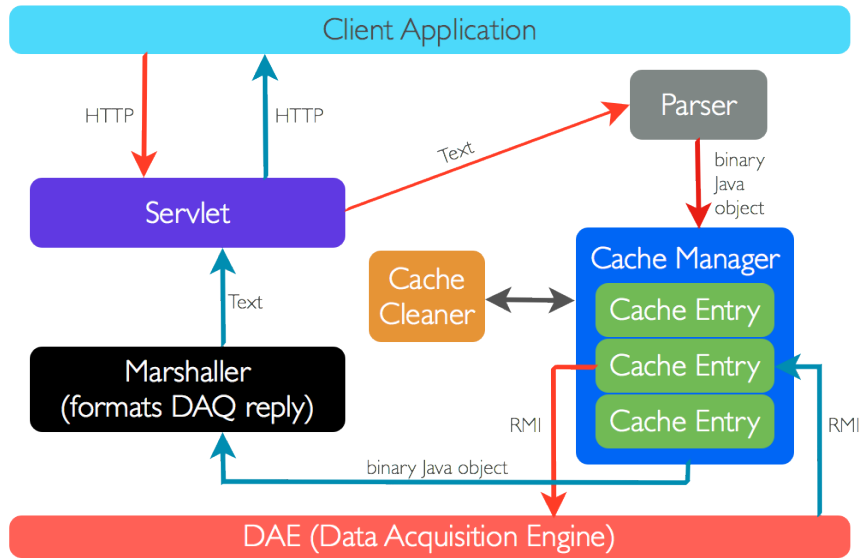 Client Application
HTTP
HTTP
Parser
Text
binary
Java
object
Servlet
Cache Manager
Cache
Cleaner
Cache Entry
Text
Cache Entry
Marshaller
(formats DAQ reply)
Cache Entry
RMI
RMI
binary Java object
DAE (Data Acquisition Engine)